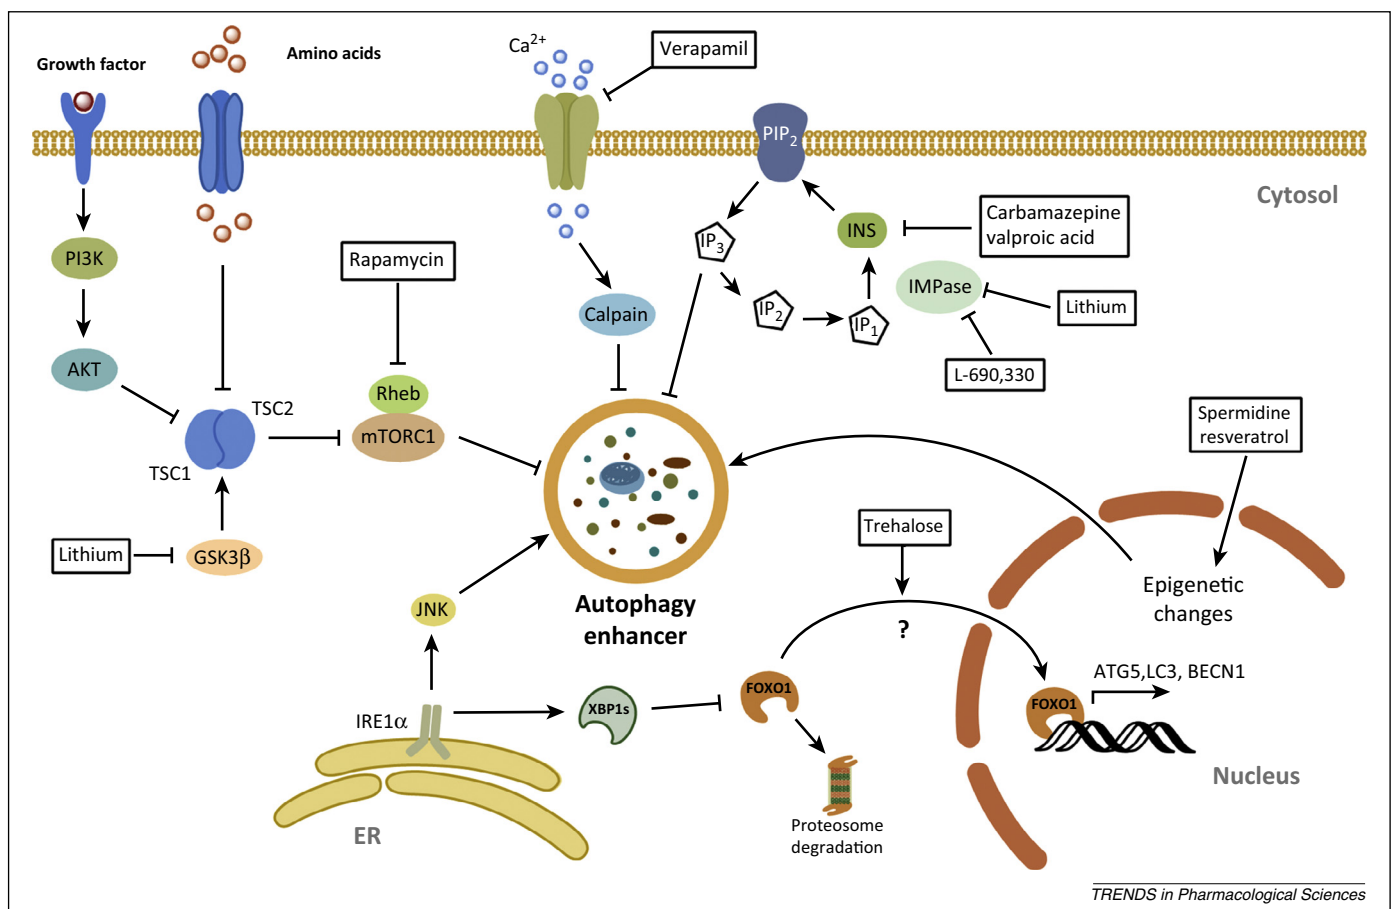 Growth factor
Amino acids
Ca2+
Verapamil
PIP2
Cytosol
Carbamazepine
valproic acid
INS
IP3
PI3K
Rapamycin
IMPase
Lithium
IP2
IP1
Calpain
AKT
L-690,330
Rheb
TSC2
mTORC1
TSC1
Spermidine
resveratrol
Lithium
GSK3β
Trehalose
JNK
Autophagy
enhancer
Epigenetic
changes
?
ATG5,LC3, BECN1
FOXO1
FOXO1
XBP1s
IRE1α
Nucleus
ER
Proteosome
degradation
TRENDS in Pharmacological Sciences